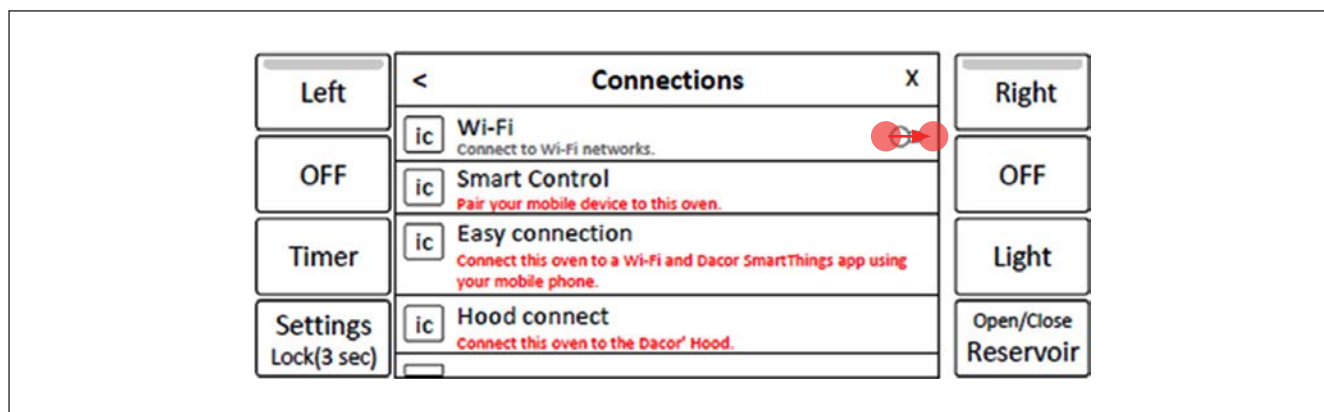 Left
OFF
Timer
Settings
Lock(3 sec)
< Connections X
ic Wi-Fi
Connect to Wi-Fi networks.
ic Smart Control
Pair your mobile device to this oven.
ic Easy connection
Connect this oven to a Wi-Fi and Dacor SmartThings app using
your mobile phone.
ic Hood connect
Connect this oven to the Dacor' Hood.
Right
OFF
Light
Open/Close
Reservoir